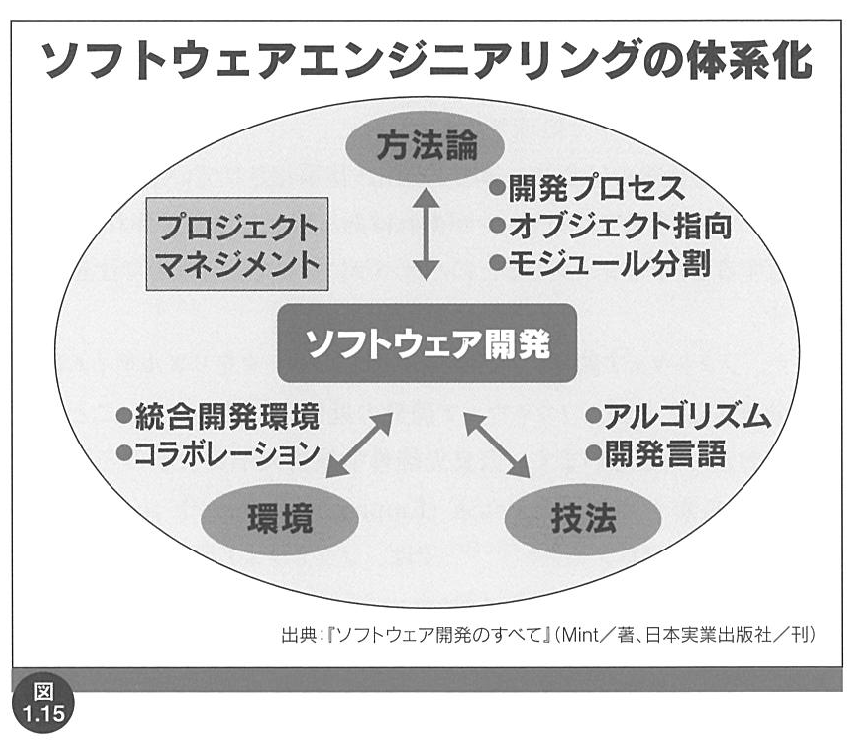 ソフトウェアエンジニアリングの体系化
方法論
●開発プロセス
●オブジェクト指向
●モジュール分割
プロジェクト
マネジメント
ソフトウェア開発
●統合開発環境
●コラボレーション
●アルゴリズム
●開発言語
環境
技法
出典:『ソフトウェア開発のすべて』(Mint／著、日本実業出版社／刊)
図
1.15